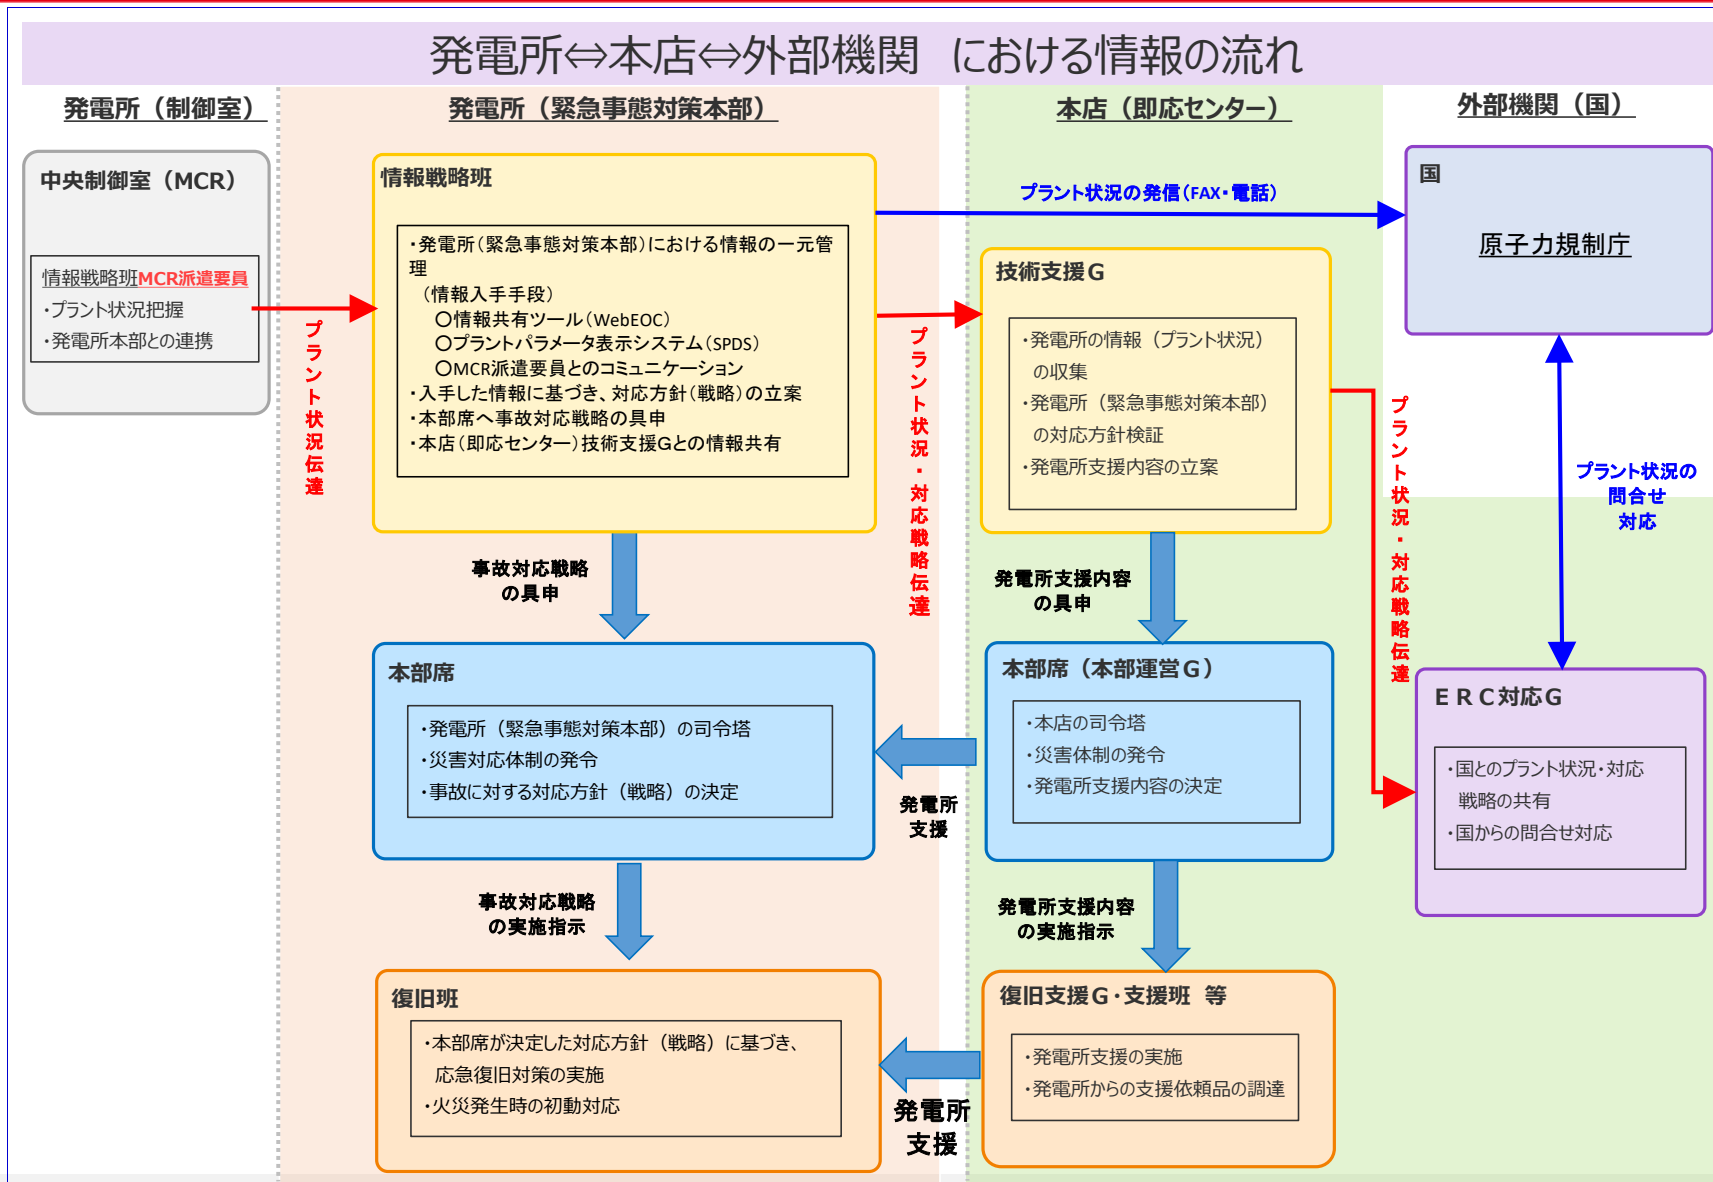 発電所⇔本店⇔外部機関　における情報の流れ
発電所（制御室）
発電所（緊急事態対策本部）
本店（即応センター）
外部機関（国）
中央制御室（MCR）
情報戦略班MCR派遣要員
・プラント状況把握
・発電所本部との連携
プラント状況伝達
情報戦略班
・発電所（緊急事態対策本部）における情報の一元管
理
（情報入手手段）
〇情報共有ツール（WebEOC）
〇プラントパラメータ表示システム（SPDS）
〇MCR派遣要員とのコミュニケーション
・入手した情報に基づき、対応方針（戦略）の立案
・本部席へ事故対応戦略の具申
・本店（即応センター）技術支援Gとの情報共有
プラント状況の発信（FAX・電話）
プラント状況・対応戦略伝達
技術支援Ｇ
・発電所の情報（プラント状況）
の収集
・発電所（緊急事態対策本部）
の対応方針検証
・発電所支援内容の立案
プラント状況・対応戦略伝達
国
原子力規制庁
プラント状況の
問合せ
対応
事故対応戦略
の具申
発電所支援内容
の具申
本部席
・発電所（緊急事態対策本部）の司令塔
・災害対応体制の発令
・事故に対する対応方針（戦略）の決定
発電所
支援
本部席（本部運営Ｇ）
・本店の司令塔
・災害体制の発令
・発電所支援内容の決定
ＥＲＣ対応Ｇ
・国とのプラント状況・対応
戦略の共有
・国からの問合せ対応
事故対応戦略
の実施指示
発電所支援内容
の実施指示
復旧班
・本部席が決定した対応方針（戦略）に基づき、
応急復旧対策の実施
・火災発生時の初動対応
発電所
支援
復旧支援Ｇ・支援班　等
・発電所支援の実施
・発電所からの支援依頼品の調達